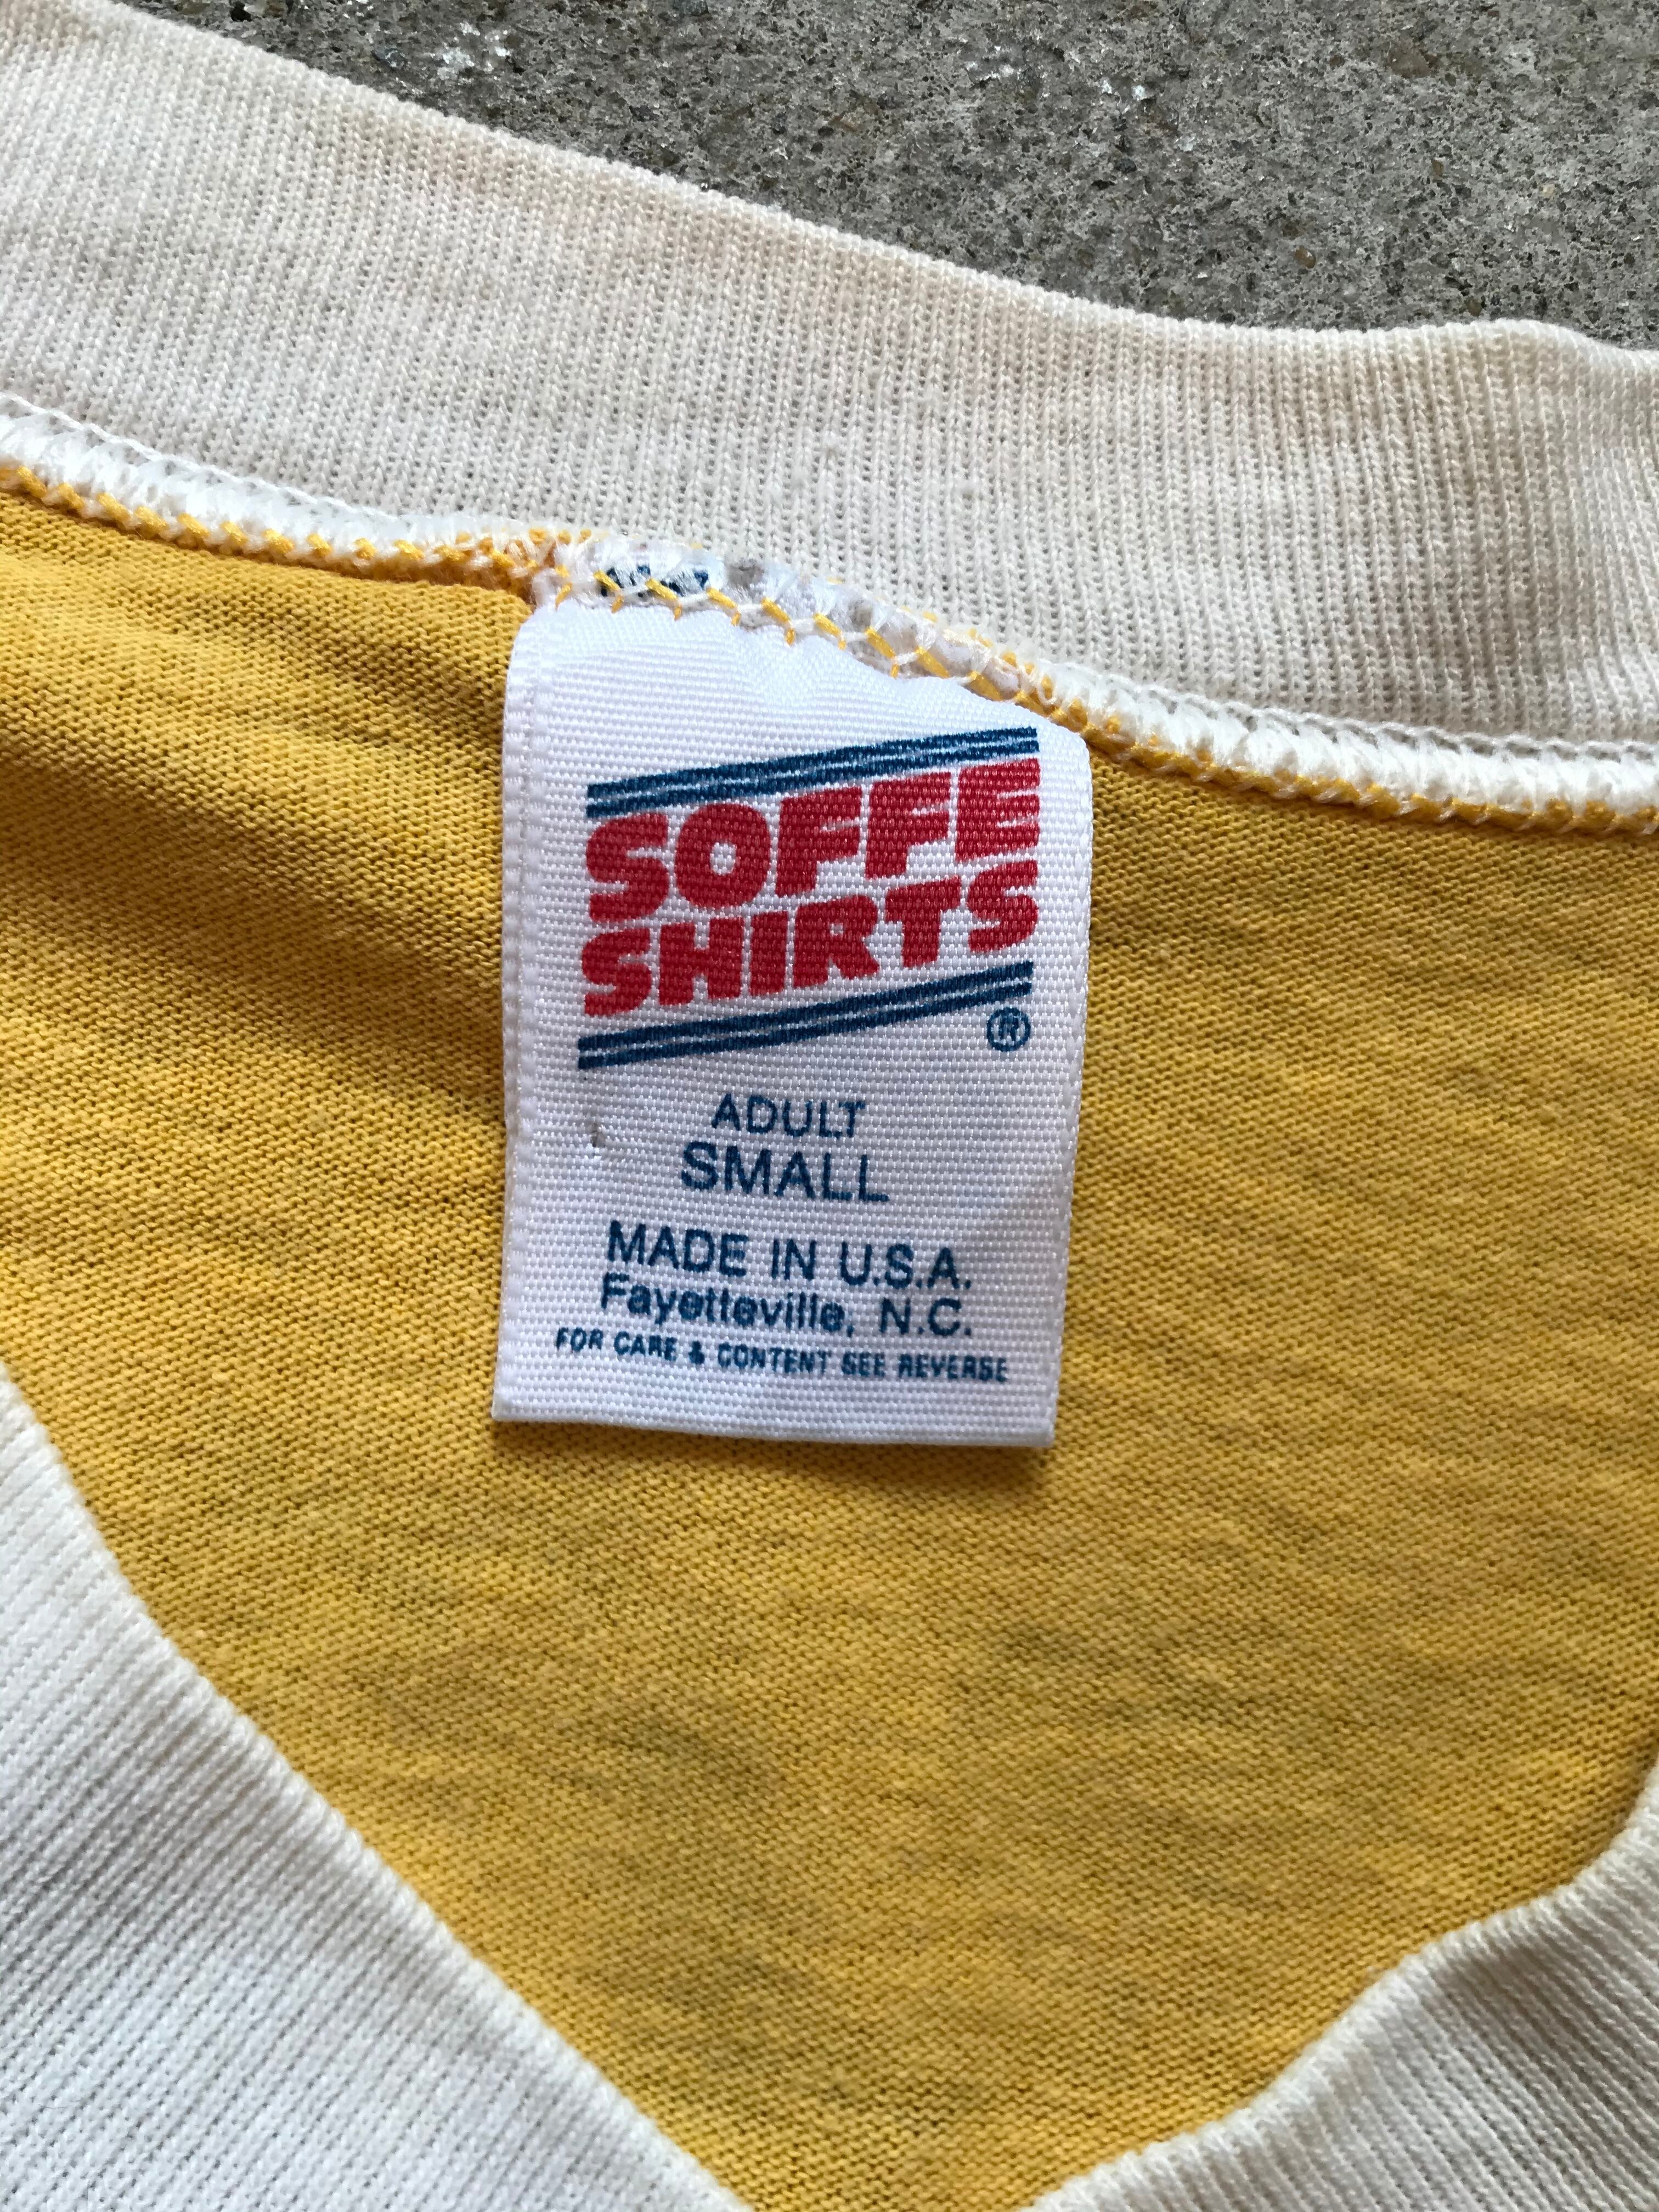 SOFFE
SHIRTS
®
ADULT
SMALL
MADE IN U.S.A.
Fayetteville, N.C.
FOR CARE & CONTENT SEE REVERSE